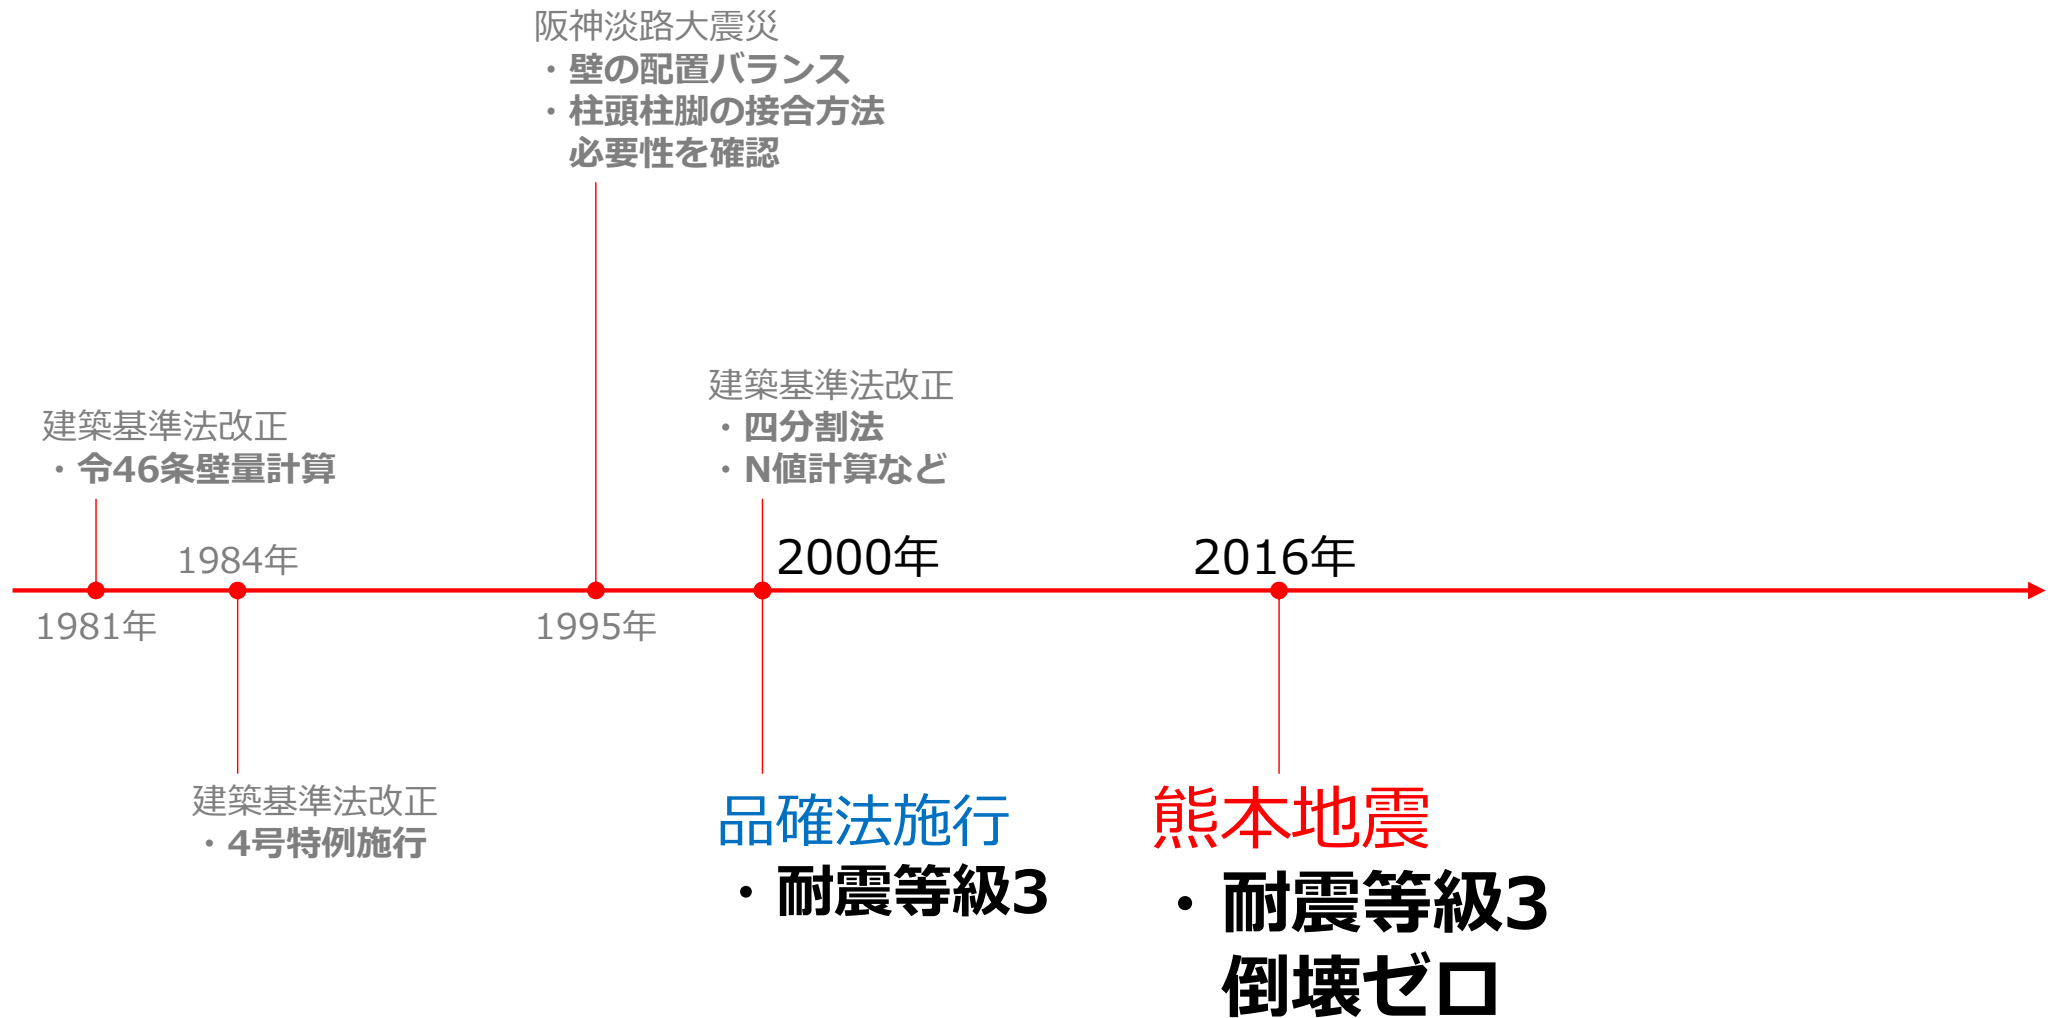 阪神淡路大震災
・壁の配置バランス
・柱頭柱脚の接合方法
必要性を確認
建築基準法改正
・令46条壁量計算
建築基準法改正
・四分割法
・N値計算など
1981年
1984年
1995年
2000年
2016年
建築基準法改正
・4号特例施行
品確法施行
・耐震等級3
熊本地震
・耐震等級3
倒壊ゼロ